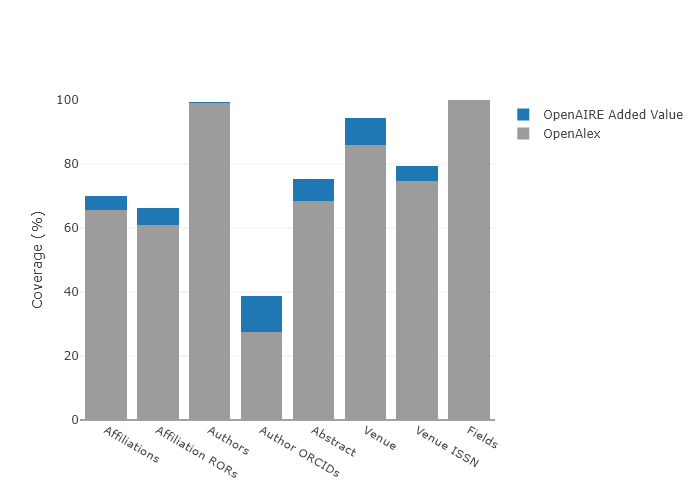 100
80
60
40
20
0
Coverage (%)
Affiliations
Affiliation RORs
Authors
Author ORCIDs
Abstract
Venue
Venue ISSN
Fields
OpenAIRE Added Value
OpenAlex